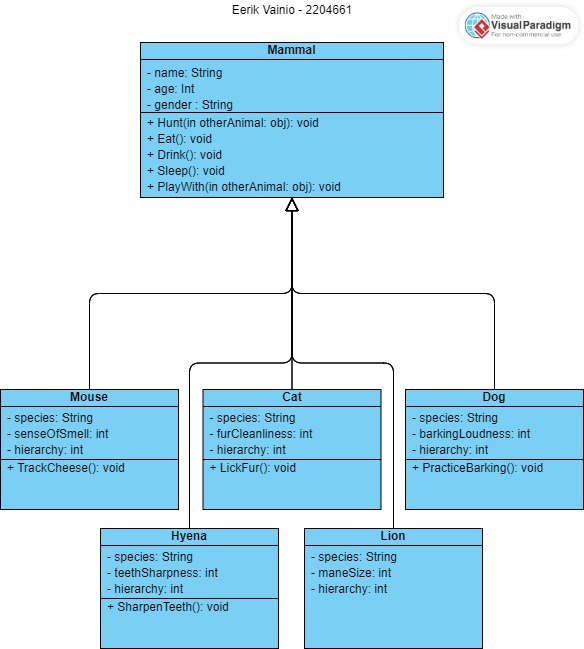 Eerik Vainio - 2204661
Made with
VisualParadigm
For non-commercial use
Mammal
- name: String
- age: Int
- gender : String
+ Hunt(in otherAnimal: obj): void
+ Eat(): void
+ Drink(): void
+ Sleep(): void
+ PlayWith(in otherAnimal: obj): void
Mouse
- species: String
- senseOfSmell: int
- hierarchy: int
+ TrackCheese(): void
Cat
- species: String
- furCleanliness: int
- hierarchy: int
+ LickFur(): void
Dog
- species: String
- barkingLoudness: int
- hierarchy: int
+ PracticeBarking(): void
Hyena
- species: String
- teethSharpness: int
- hierarchy: int
+ SharpenTeeth(): void
Lion
- species: String
- maneSize: int
- hierarchy: int